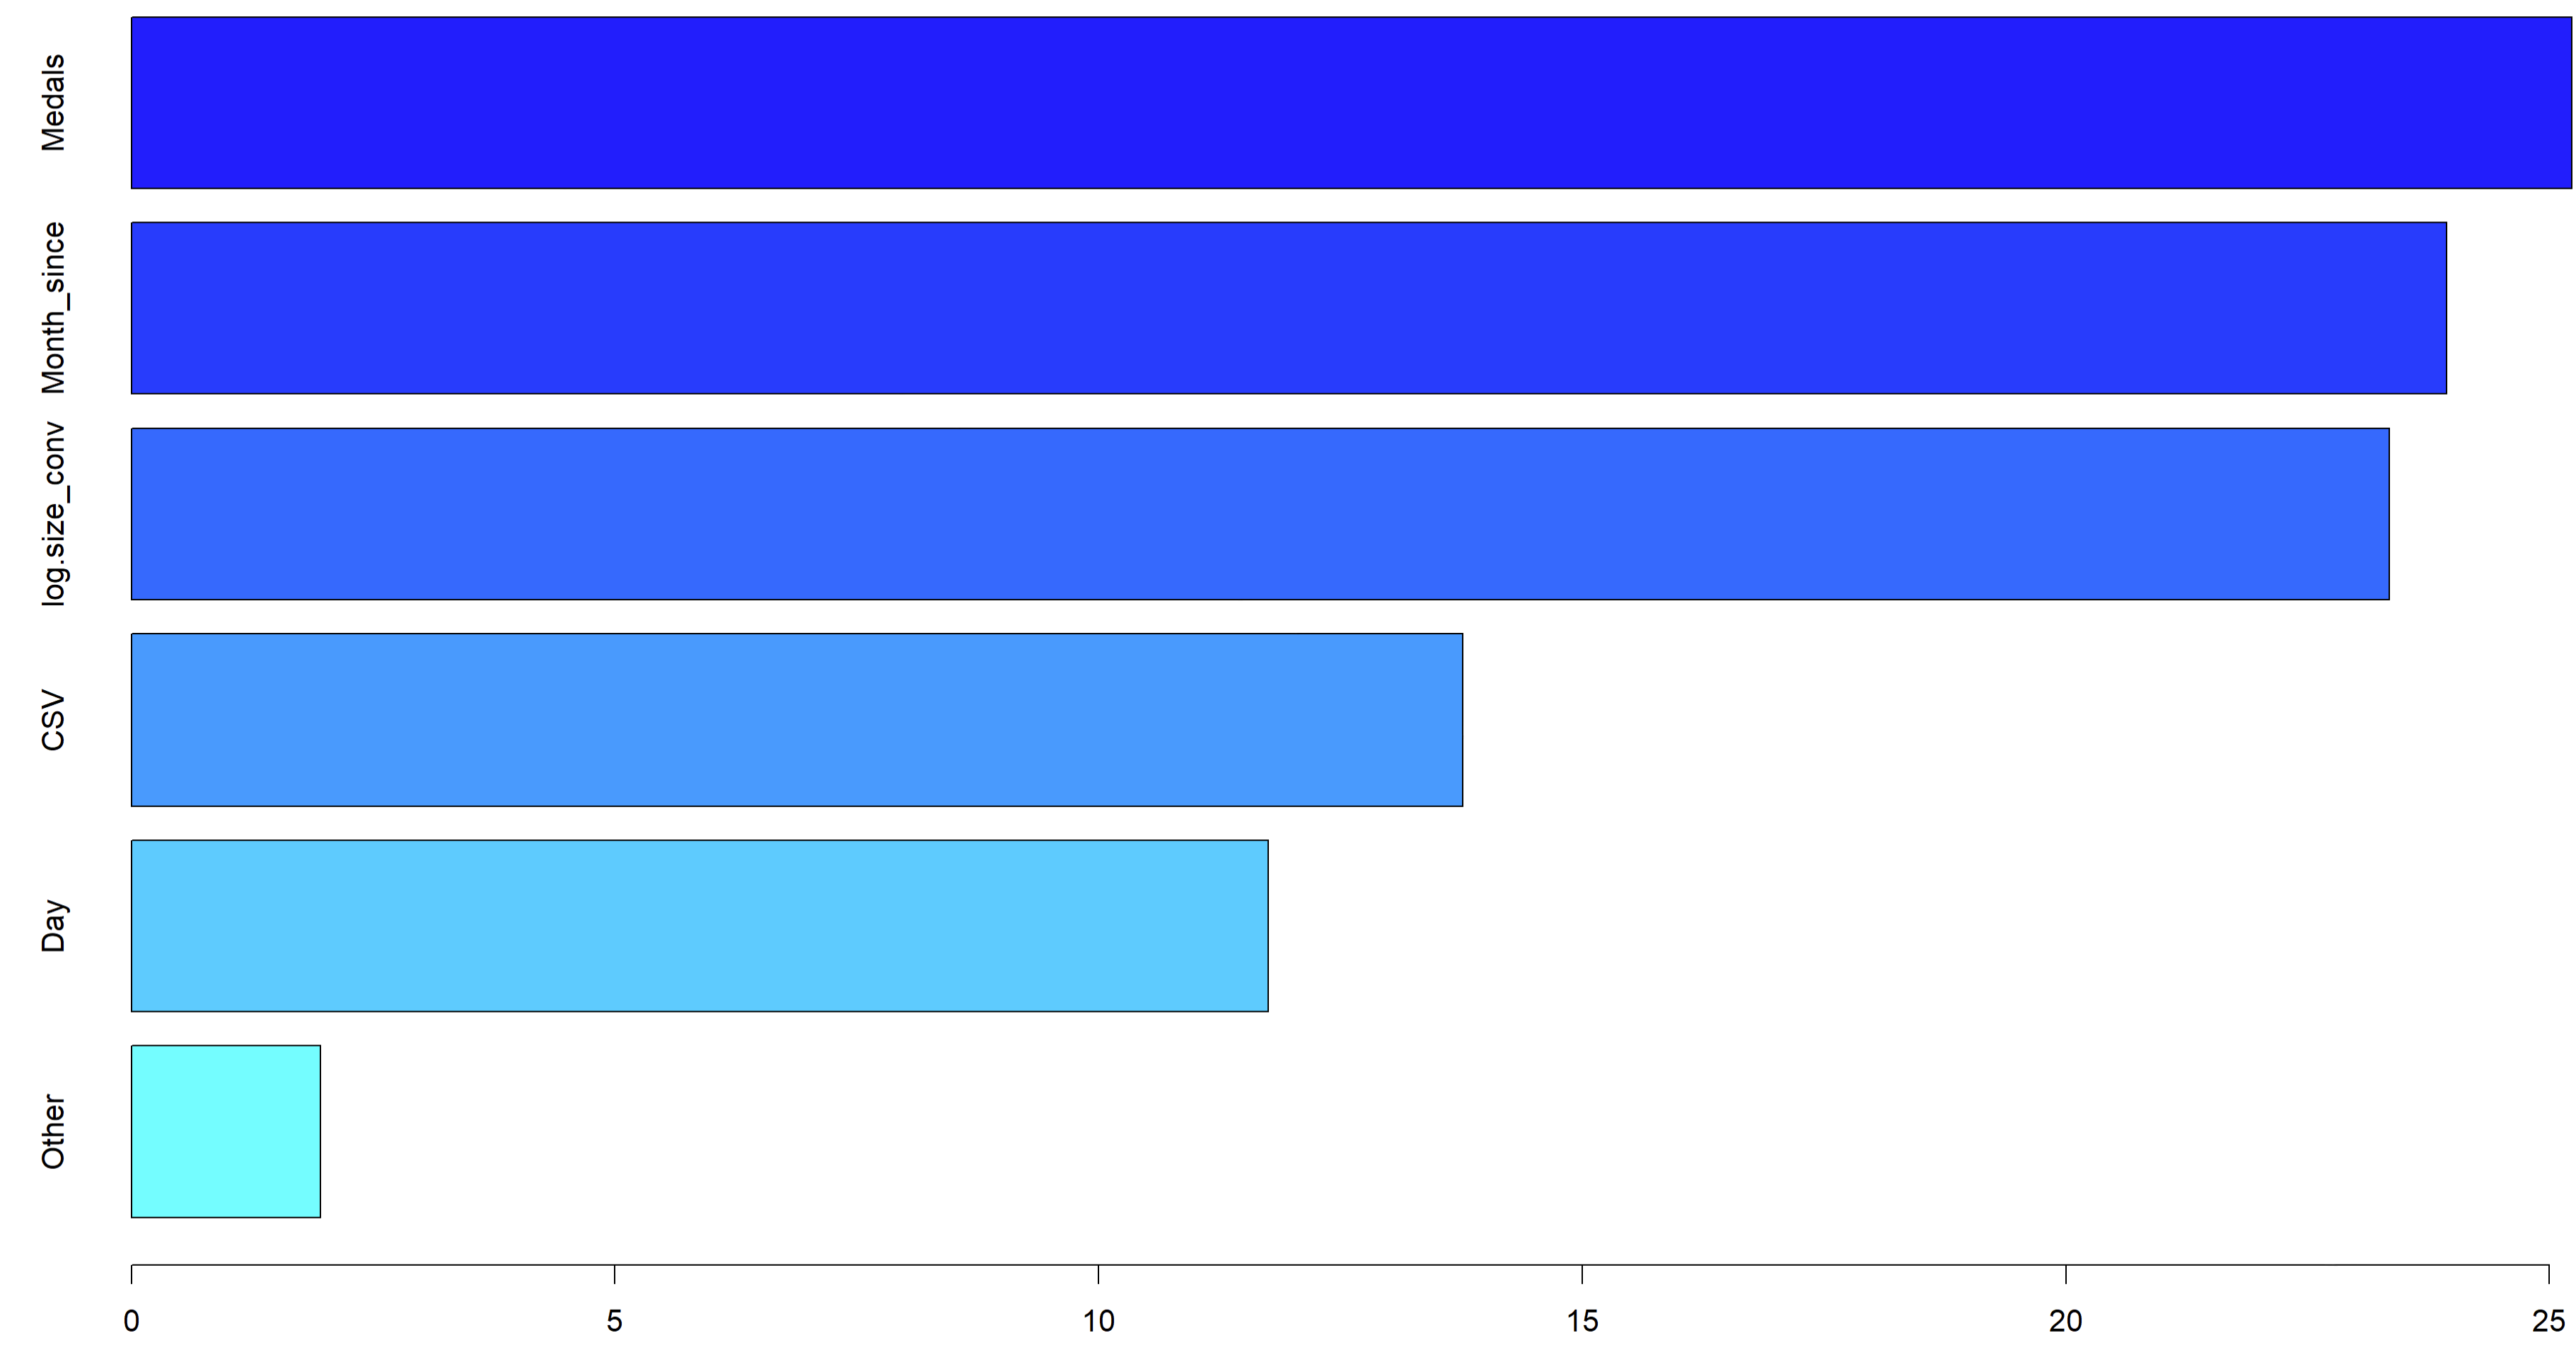 Medals
Month_since
log.size_conv
CSV
Day
Other
0 5 10 15 20 25